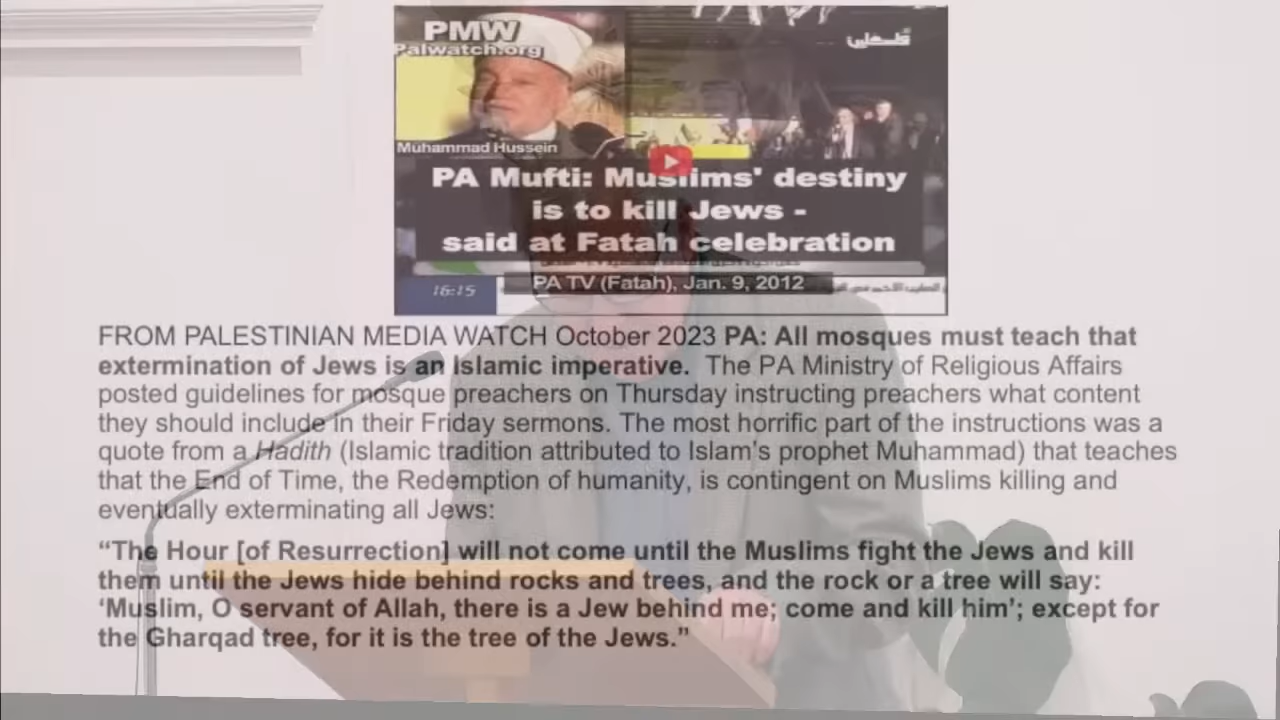 PMW
Palwatch.org
فلسطين
Muhammad Hussein
PA Mufti: Muslims' destiny
is to kill Jews -
said at Fatah celebration
16:15
PA TV (Fatah), Jan. 9, 2012
FROM PALESTINIAN MEDIA WATCH October 2023 PA: All mosques must teach that
extermination of Jews is an Islamic imperative. The PA Ministry of Religious Affairs
posted guidelines for mosque preachers on Thursday instructing preachers what content
they should include in their Friday sermons. The most horrific part of the instructions was a
quote from a Hadith (Islamic tradition attributed to Islam's prophet Muhammad) that teaches
that the End of Time, the Redemption of humanity, is contingent on Muslims killing and
eventually exterminating all Jews:
“The Hour [of Resurrection] will not come until the Muslims fight the Jews and kill
them until the Jews hide behind rocks and trees, and the rock or a tree will say:
‘Muslim, O servant of Allah, there is a Jew behind me; come and kill him’; except for
the Gharqad tree, for it is the tree of the Jews.”